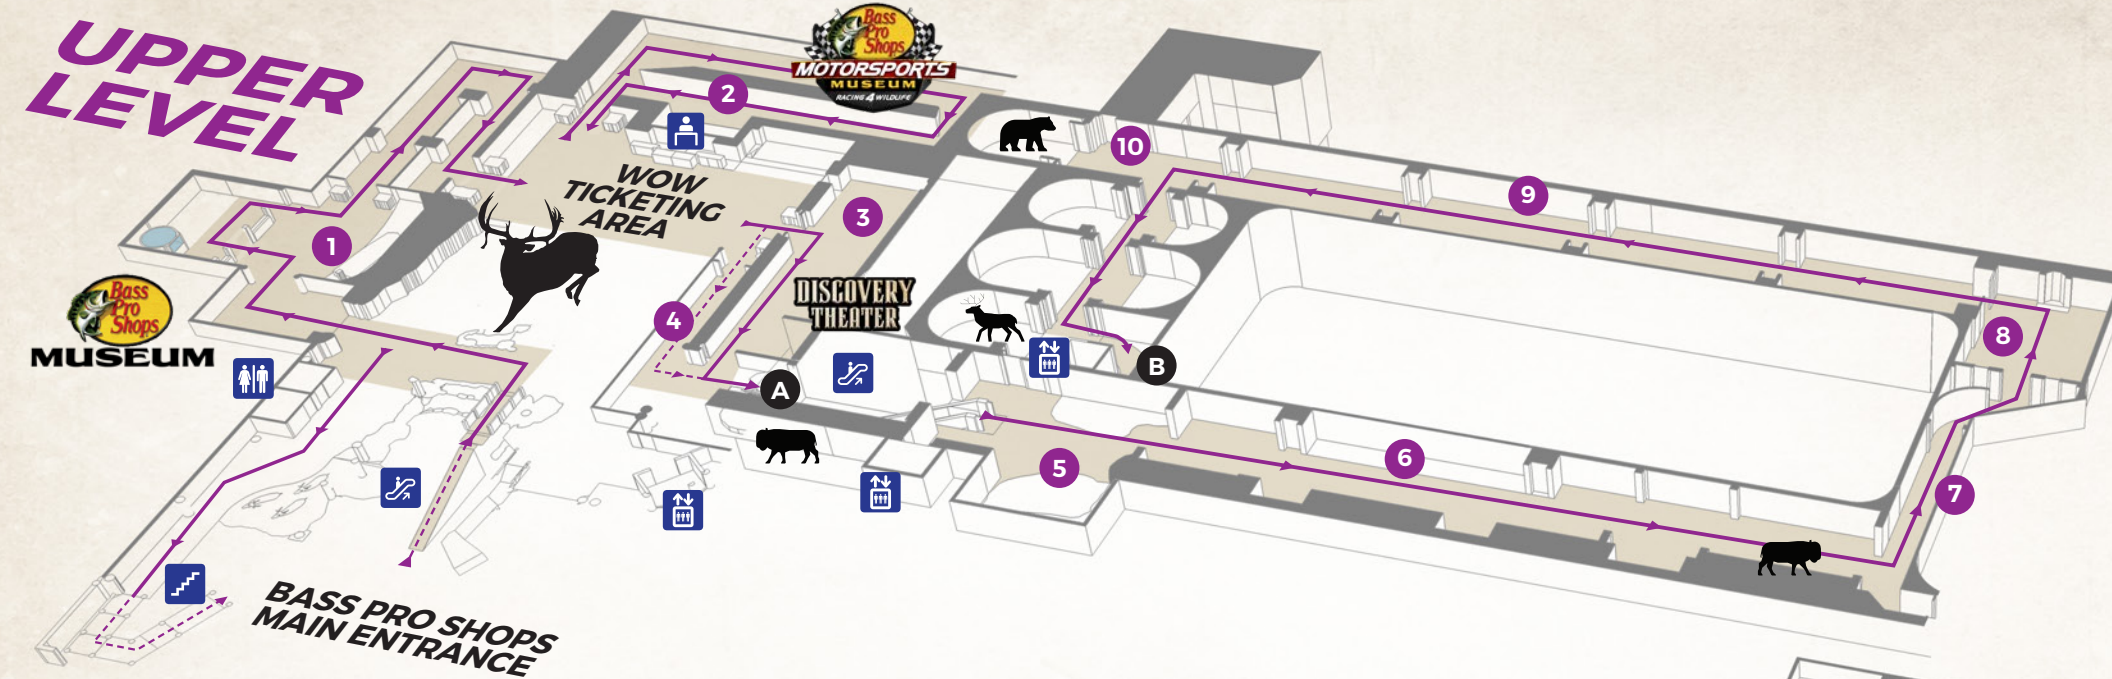 UPPER
LEVEL
Bass
Pro
Shops
MOTORSPORTS
MUSEUM
RACING 4 WILDLIFE
2
10
9
WOW
TICKETING
AREA
3
1
Bass
Pro
Shops
MUSEUM
4
DISCOVERY
THEATER
8
A
B
5
6
7
BASS PRO SHOPS
MAIN ENTRANCE